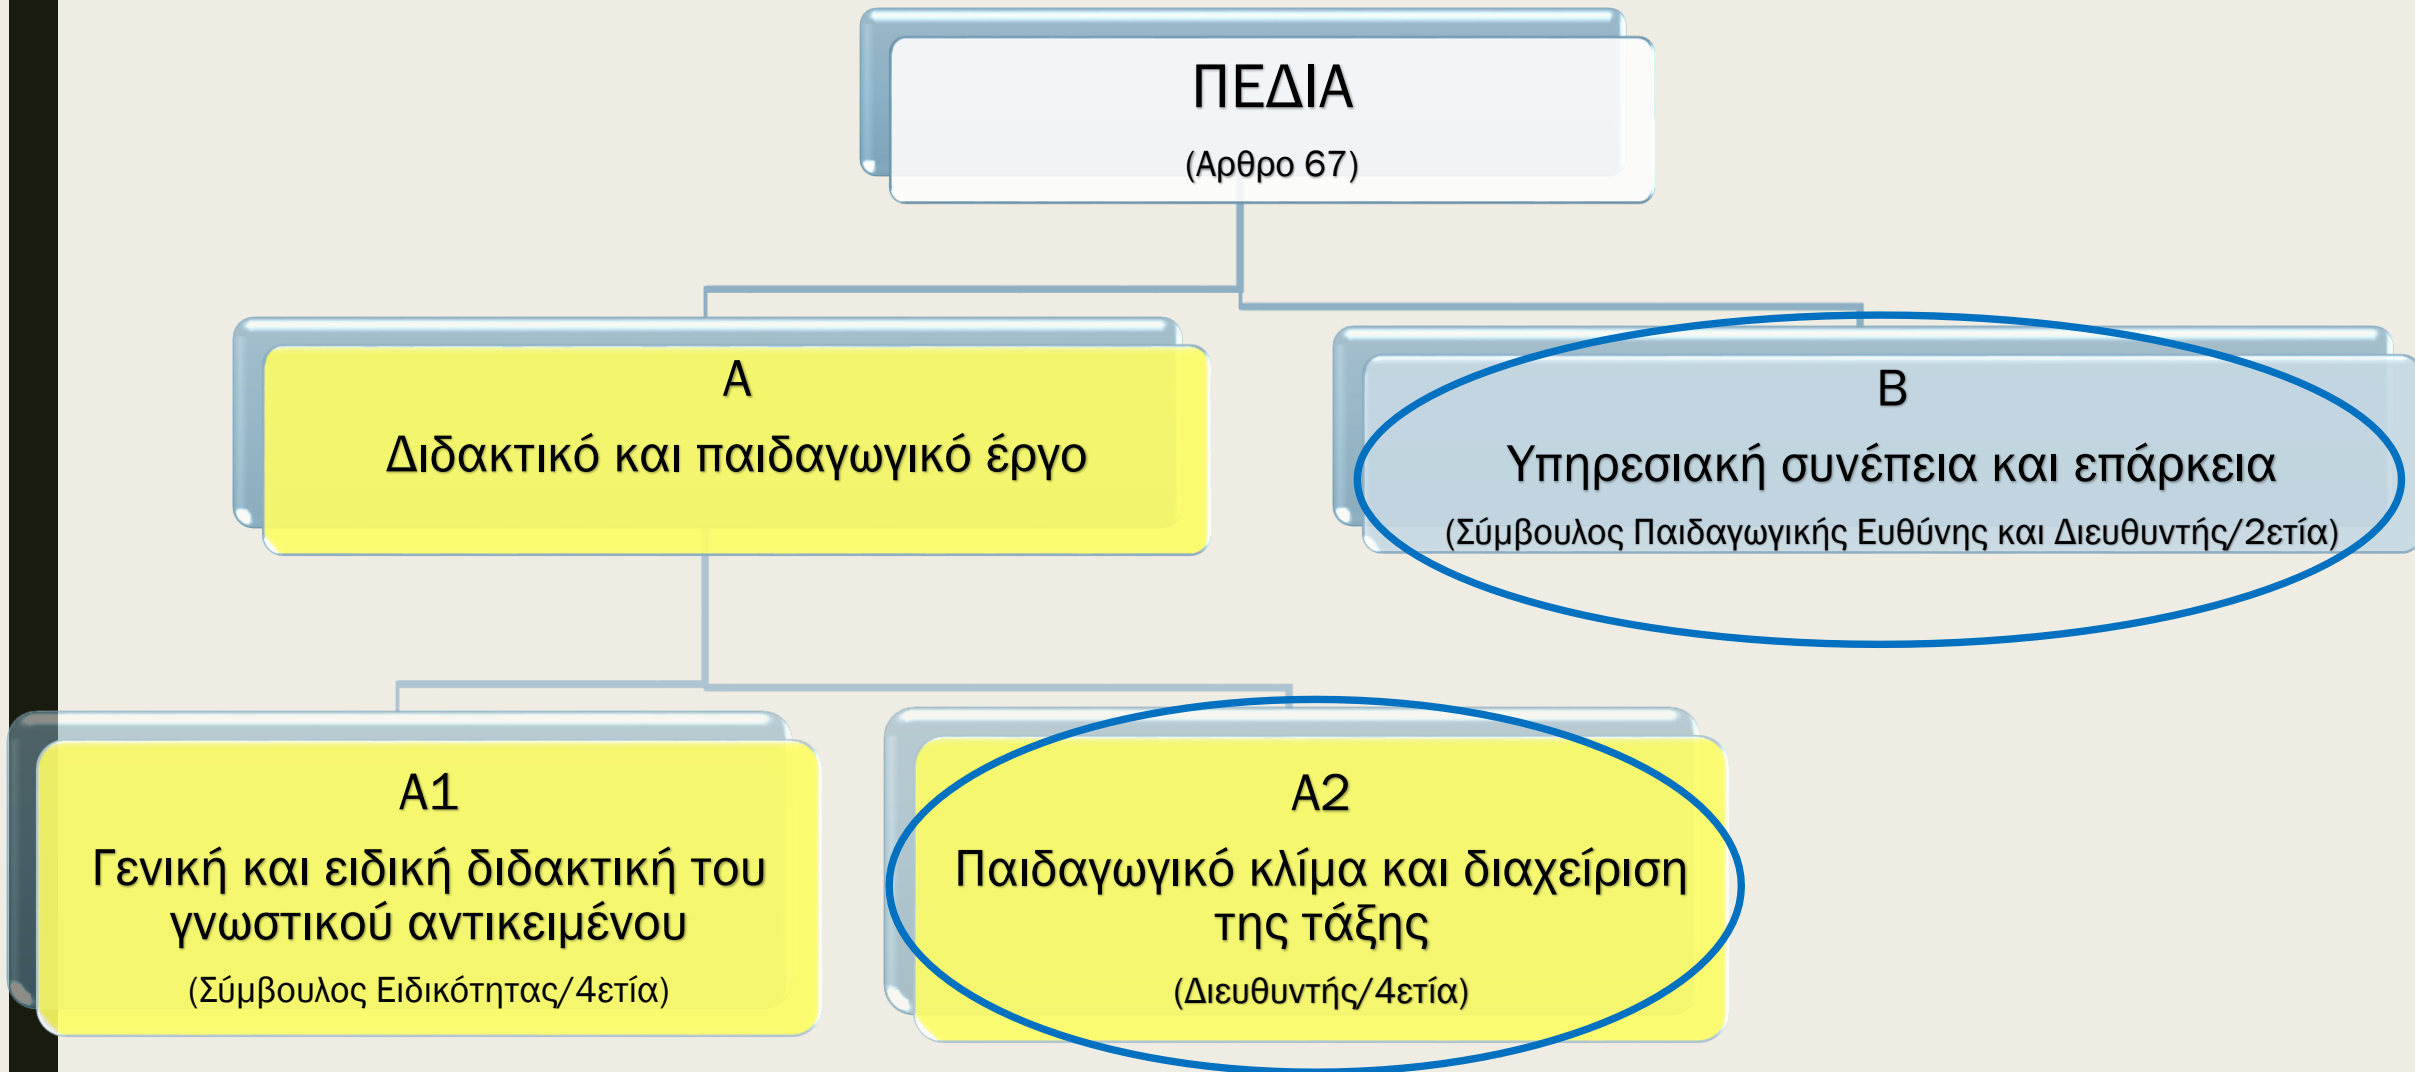 ΠΕΔΙΑ
(Αρθρο 67)
Α
Διδακτικό και παιδαγωγικό έργο
Β
Υπηρεσιακή συνέπεια και επάρκεια
(Σύμβουλος Παιδαγωγικής Ευθύνης και Διευθυντής/2ετία)
Α1
Γενική και ειδική διδακτική του
γνωστικού αντικειμένου
(Σύμβουλος Ειδικότητας/4ετία)
Α2
Παιδαγωγικό κλίμα και διαχείριση
της τάξης
(Διευθυντής/4ετία)